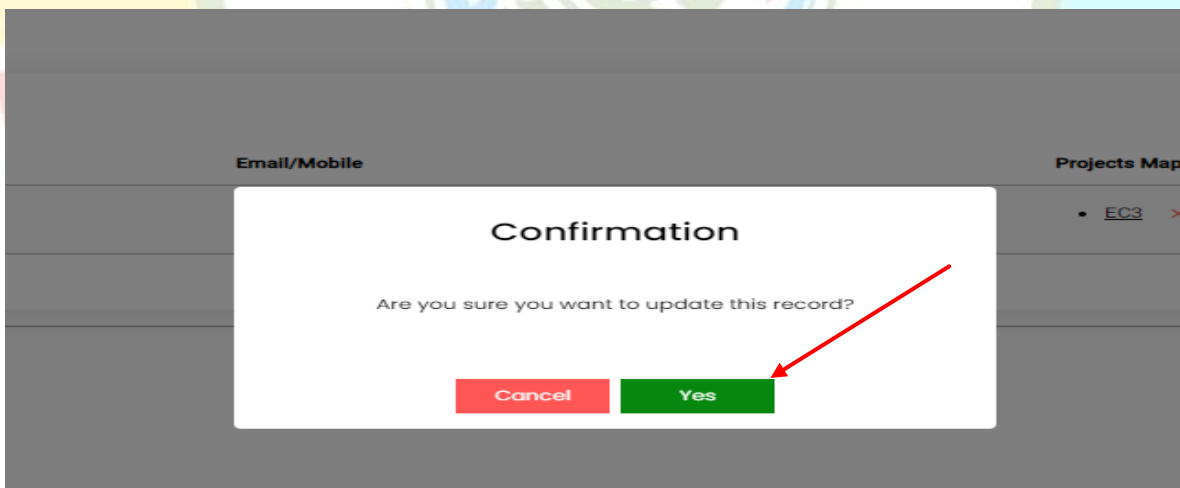 Email/Mobile
Projects Map
• EC3
Confirmation
Are you sure you want to update this record?
Cancel
Yes